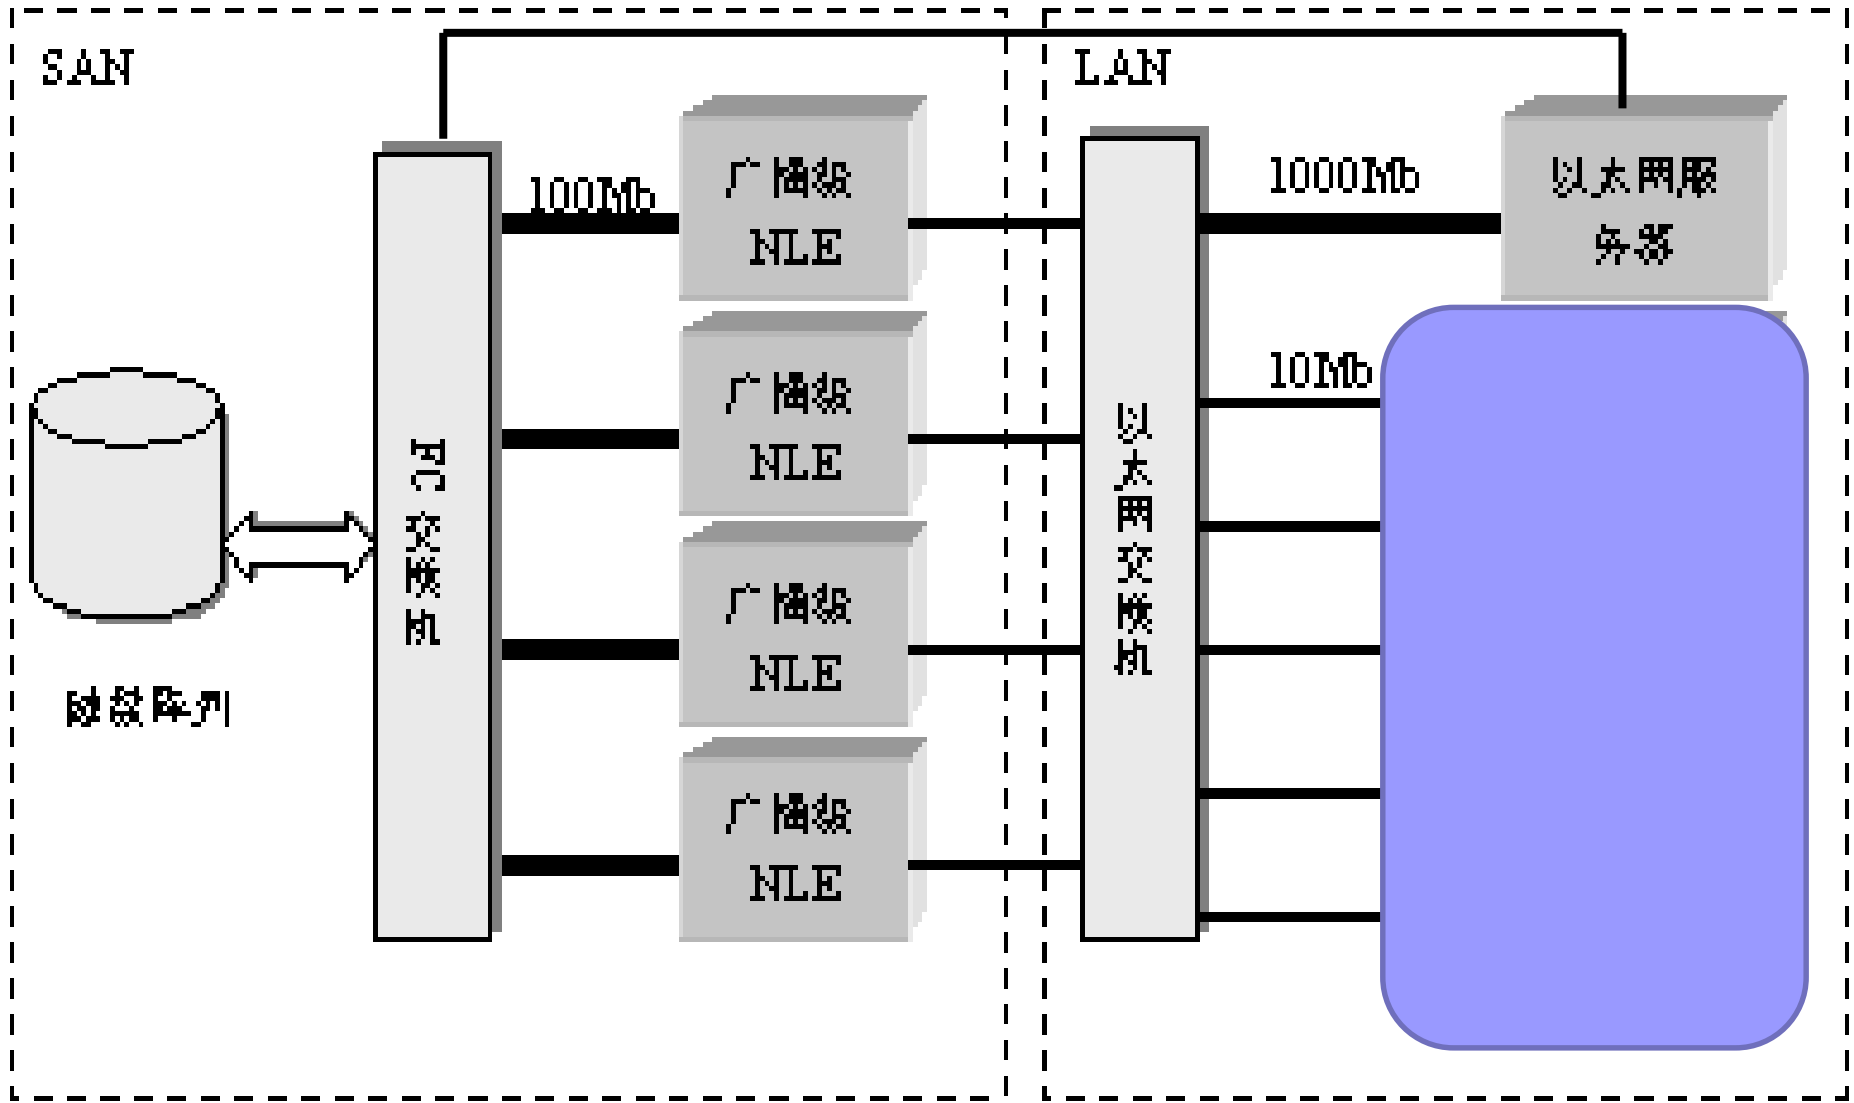 SAN
LAN
100Mb
广播级
NLE
1000Mb
以太网服
务器
广播级
NLE
10Mb
FC 交换机
以太网交换机
广播级
NLE
磁盘阵列
广播级
NLE